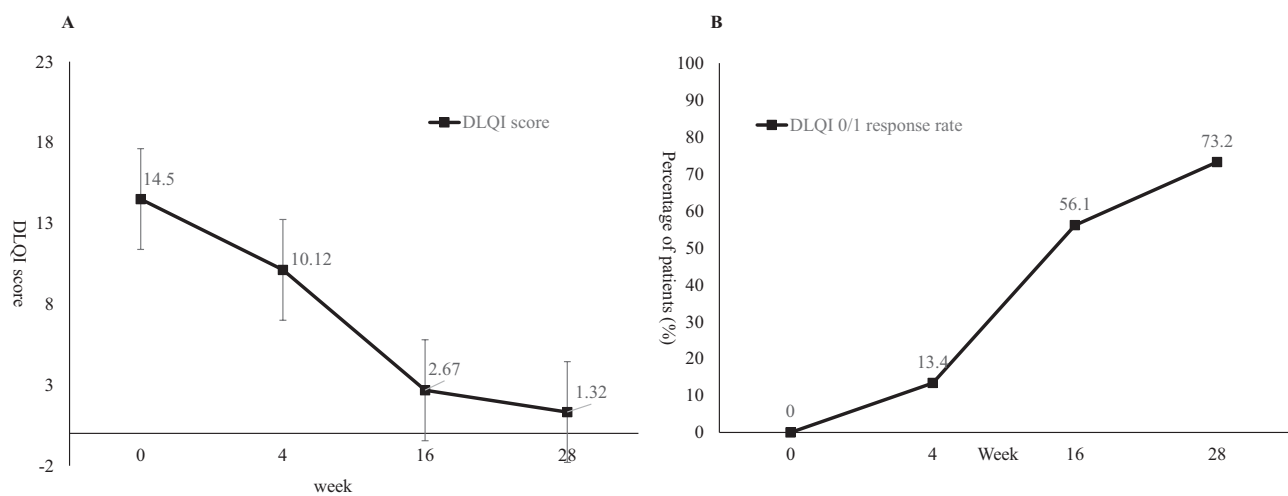 A
23
18
13
8
3
-2
DLQI score
DLQI score
14.5
10.12
2.67
1.32
0 4 16 28
week
B
100
90
80
70
60
50
40
30
20
10
0
Percentage of patients (%)
DLQI 0/1 response rate
0
13.4
56.1
73.2
0 4 Week 16 28